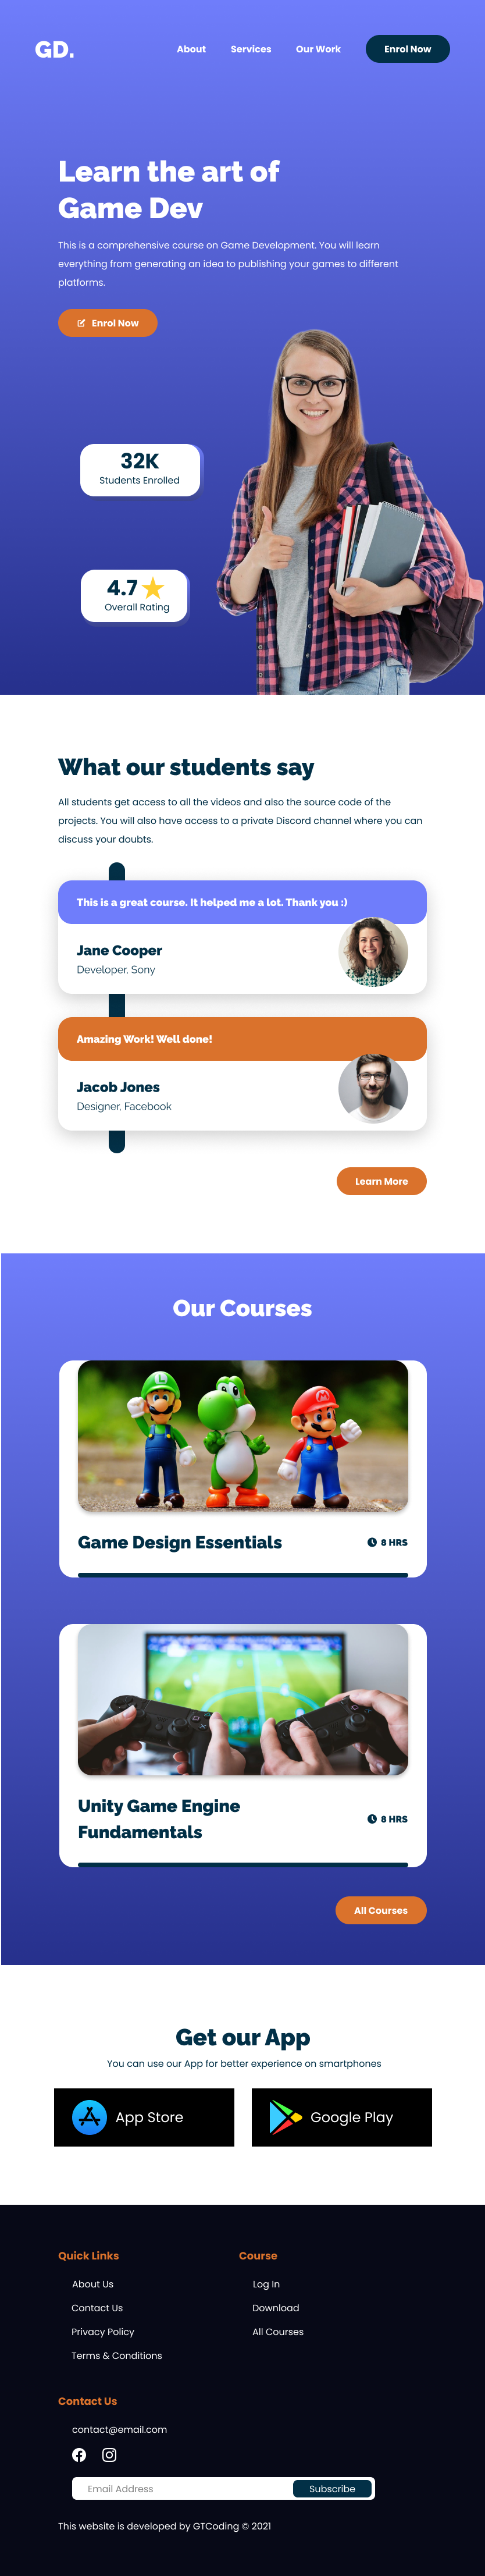 GD.
About
Services
Our Work
Enrol Now
Learn the art of
Game Dev
This is a comprehensive course on Game Development. You will learn
everything from generating an idea to publishing your games to different
platforms.
Enrol Now
32K
Students Enrolled
4.7
Overall Rating
What our students say
All students get access to all the videos and also the source code of the
projects. You will also have access to a private Discord channel where you can
discuss your doubts.
This is a great course. It helped me a lot. Thank you :)
Jane Cooper
Developer, Sony
Amazing Work! Well done!
Jacob Jones
Designer, Facebook
Learn More
Our Courses
L
M
Game Design Essentials
8 HRS
Unity Game Engine
Fundamentals
8 HRS
All Courses
Get our App
You can use our App for better experience on smartphones
App Store
Google Play
Quick Links
About Us
Contact Us
Privacy Policy
Terms & Conditions
Course
Log In
Download
All Courses
Contact Us
contact@email.com
Email Address
Subscribe
This website is developed by GTCoding © 2021